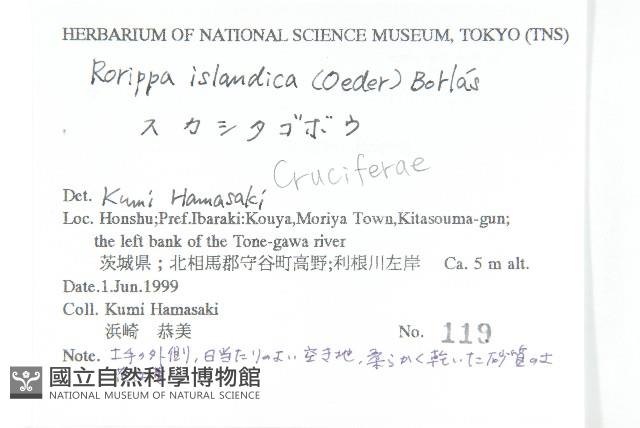 HERBARIUM OF NATIONAL SCIENCE MUSEUM, TOKYO (TNS)
Rorippa islandica (Oeder) Borbás
スカシタゴボウ
Cruciferae
Det. Kumi Hamasaki
Loc. Honshu;Pref.Ibaraki:Kouya,Moriya Town,Kitasouma-gun;
the left bank of the Tone-gawa river
茨城県；北相馬郡守谷町高野;利根川左岸 Ca. 5 m alt.
Date.1.Jun.1999
Coll. Kumi Hamasaki
浜崎 恭美 No. 119
Note. 土手の外側,日当たりのよい空き地,柔らかく乾いた砂質の土
國立自然科學博物館
NATIONAL MUSEUM OF NATURAL SCIENCE